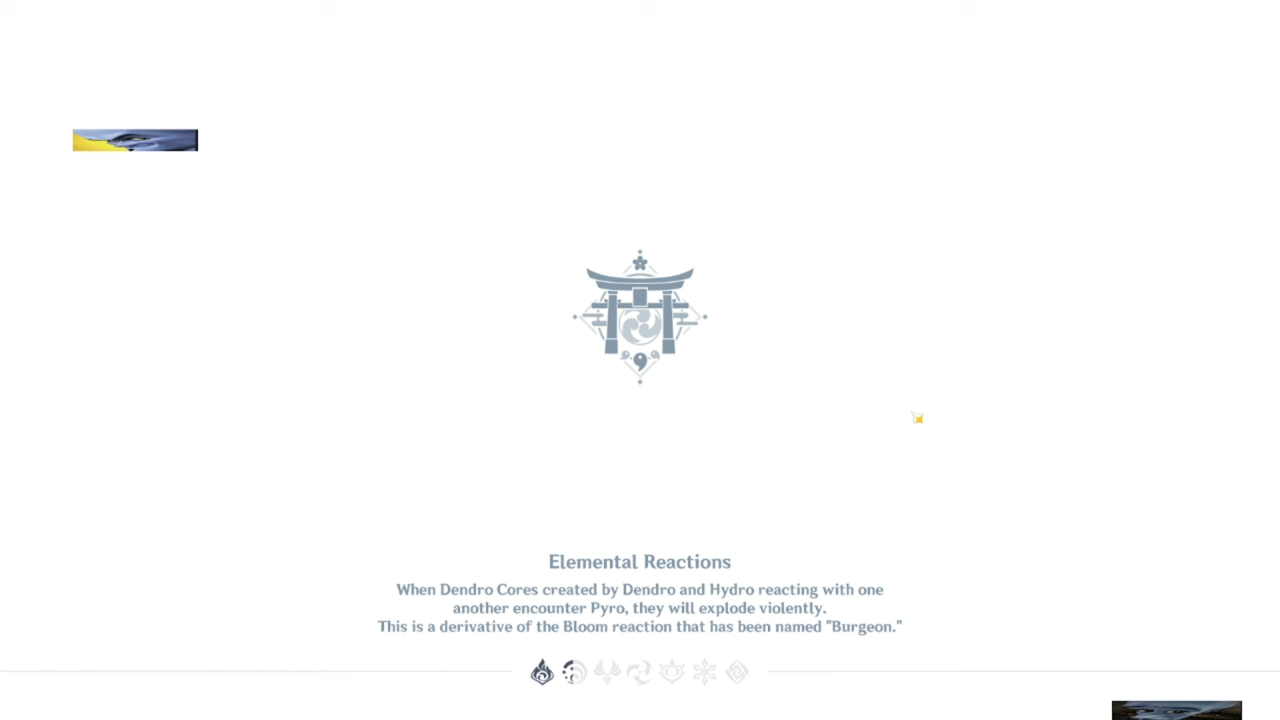 Elemental Reactions
When Dendro Cores created by Dendro and Hydro reacting with one
another encounter Pyro, they will explode violently.
This is a derivative of the Bloom reaction that has been named "Burgeon."